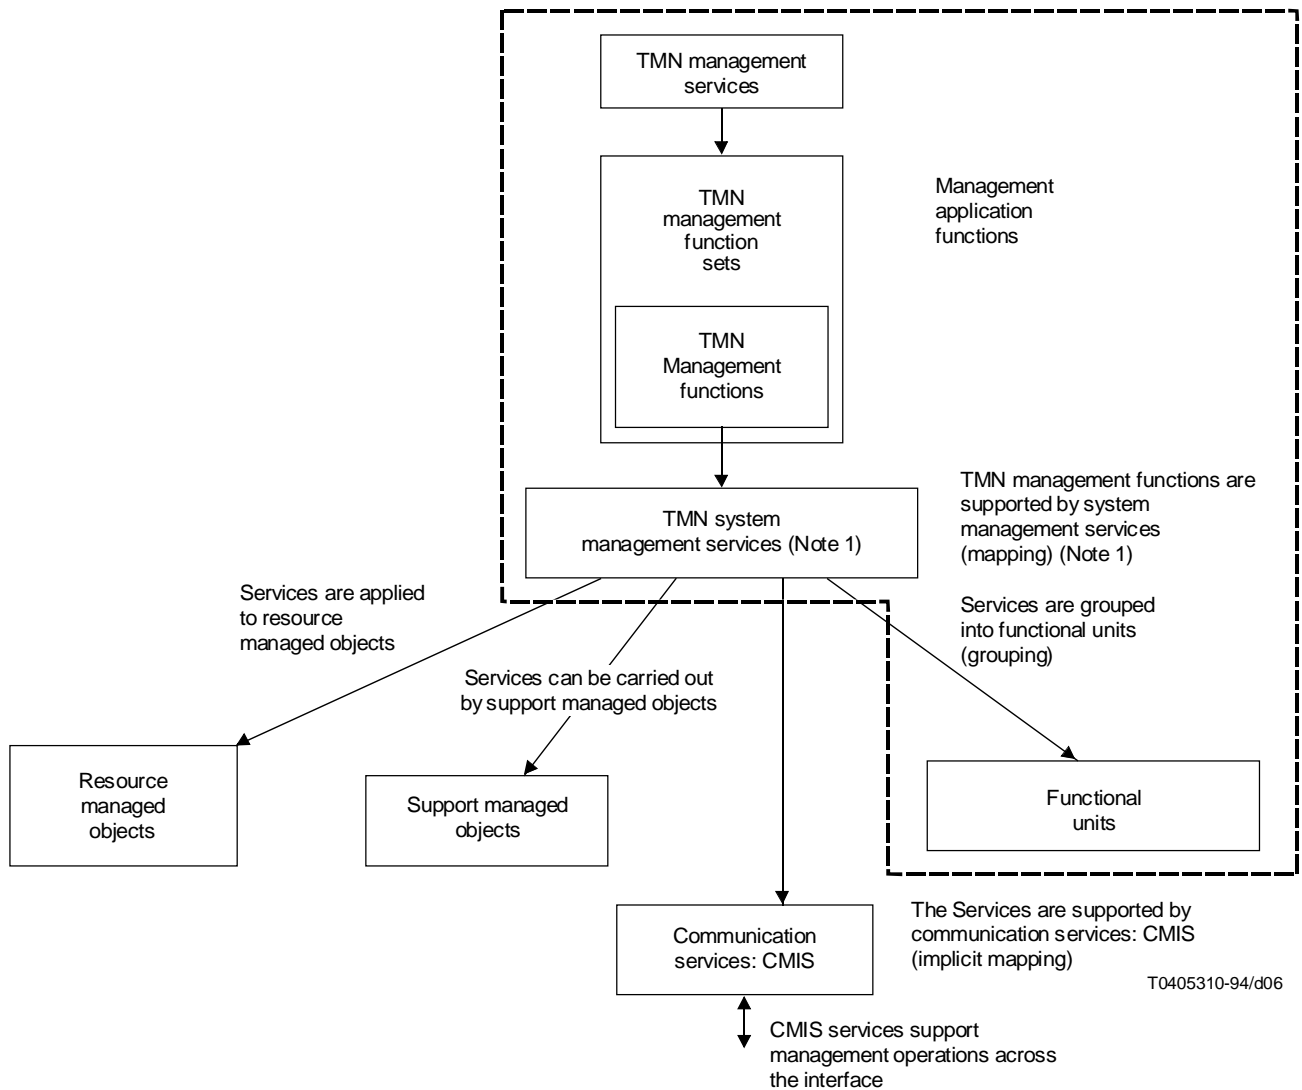 TMN management
services
TMN
management
function
sets
Management
application
functions
TMN
Management
functions
TMN management functions are
supported by system
management services
(mapping) (Note 1)
TMN system
management services (Note 1)
Services are applied
to resource
managed objects
Services are grouped
into functional units
(grouping)
Services can be carried out
by support managed objects
Resource
managed
objects
Support managed
objects
Functional
units
The Services are supported by
communication services: CMIS
(implicit mapping)
Communication
services: CMIS
T0405310-94/d06
CMIS services support
management operations across
the interface